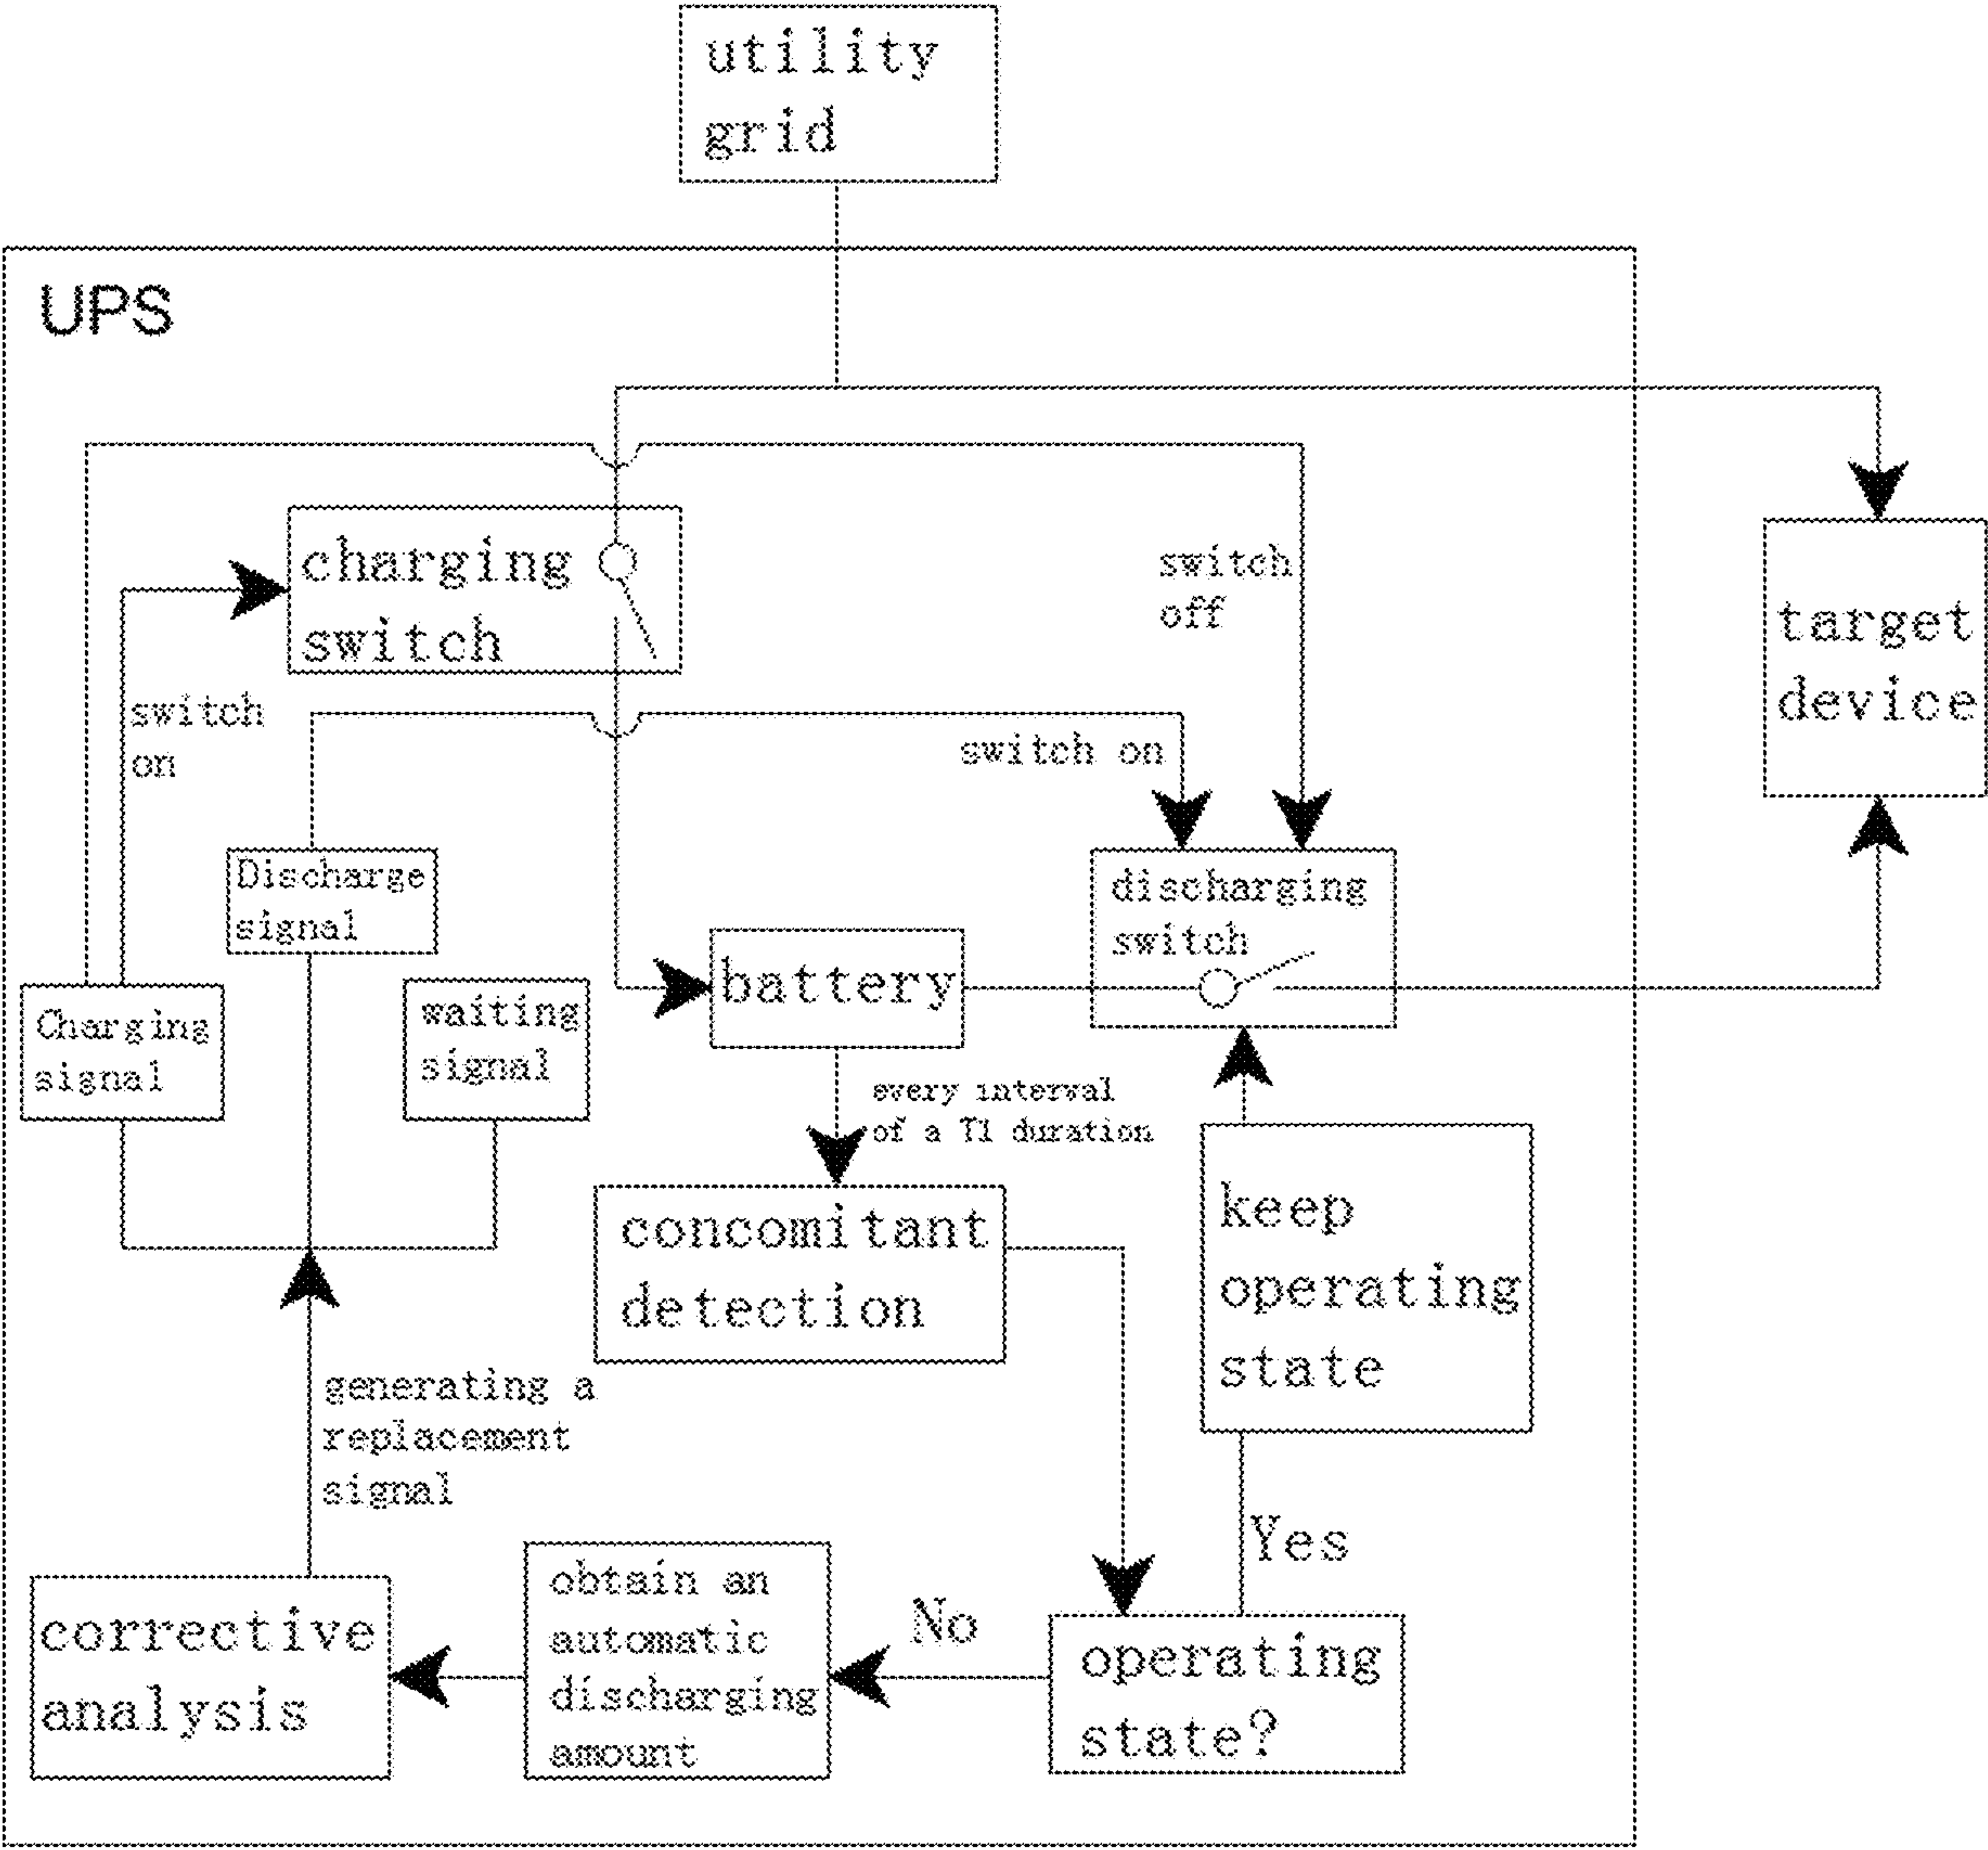 utility
grid
UPS
charging
switch
switch
off
target
device
switch
on
switch on
Discharge
signal
discharging
switch
battery
Charging
signal
waiting
signal
every interval
of a T1 duration
concomitant
detection
keep
operating
state
generating a
replacement
signal
Yes
No
obtain an
automatic
discharging
amount
corrective
analysis
operating
state?